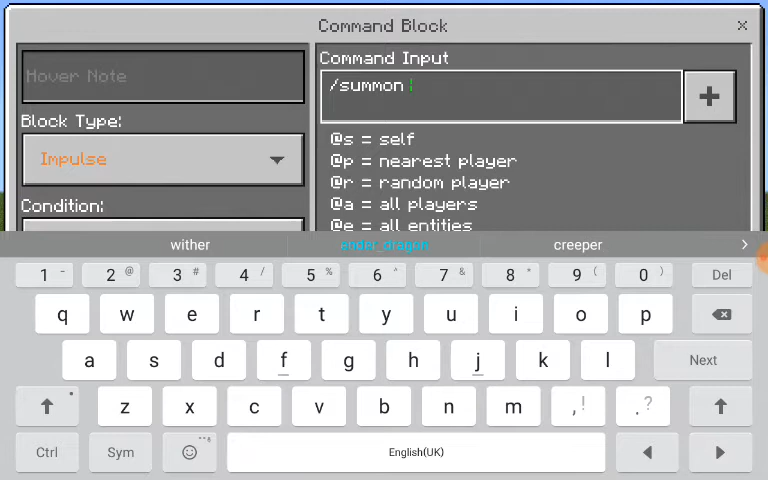 Command Block ×
Hover Note
Command Input
/summon
+
Block Type:
Impulse
Condition:
@s = self
@p = nearest player
@r = random player
@a = all players
@e = all entities
wither ender_dragon creeper >
1 - 2 @ 3 # 4 / 5 % 6 ^ 7 & 8 * 9 ( 0 ) Del
q w e r t y u i o p
a s d f g h j k l Next
z x c v b n m , ! . ?
Ctrl Sym English(UK)